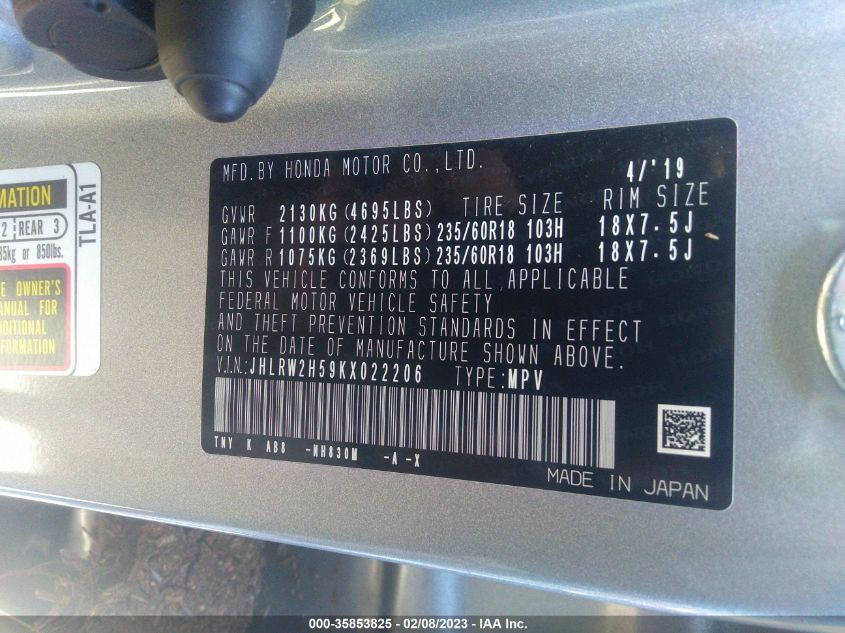 MATION
2 REAR 3
85kg or 850lbs.
TLA-A1
E OWNER'S
MANUAL FOR
DITIONAL
FORMATION
MFD.BY HONDA MOTOR CO.,LTD.
4/'19
GVWR 2130KG(4695LBS) TIRE SIZE RIM SIZE
GAWR F 1100KG(2425LBS) 235/60R18 103H 18X7.5J
GAWR R 1075KG(2369LBS) 235/60R18 103H 18X7.5J
THIS VEHICLE CONFORMS TO ALL APPLICABLE
FEDERAL MOTOR VEHICLE SAFETY
AND THEFT PREVENTION STANDARDS IN EFFECT
ON THE DATE OF MANUFACTURE SHOWN ABOVE.
V.I.N:JHLRW2H59KX022206 TYPE:MPV
TNY K AB8 -NH830M -A -X
MADE IN JAPAN
000-35853825 / 02/08/2023 / IAA Inc.